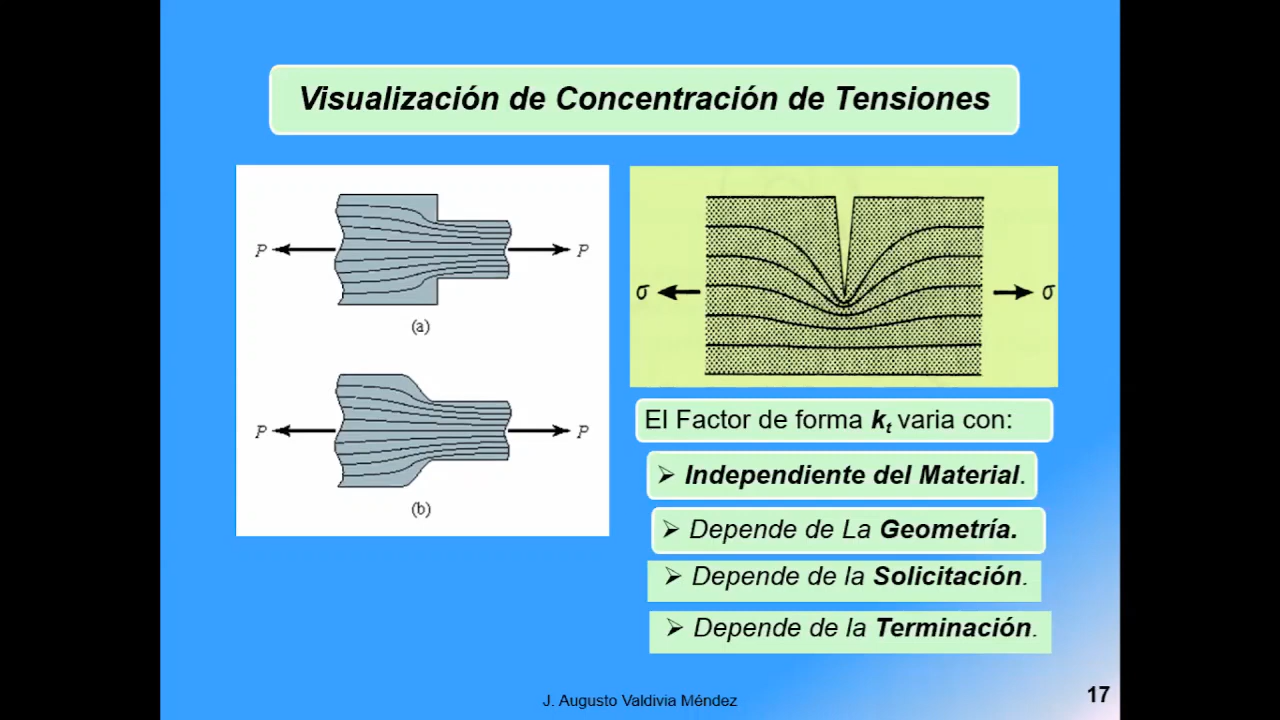 Visualización de Concentración de Tensiones
P P
(a)
P P
(b)
σ σ
El Factor de forma kt varia con:
➢ Independiente del Material.
➢ Depende de La Geometría.
➢ Depende de la Solicitación.
➢ Depende de la Terminación.
J. Augusto Valdivia Méndez
17